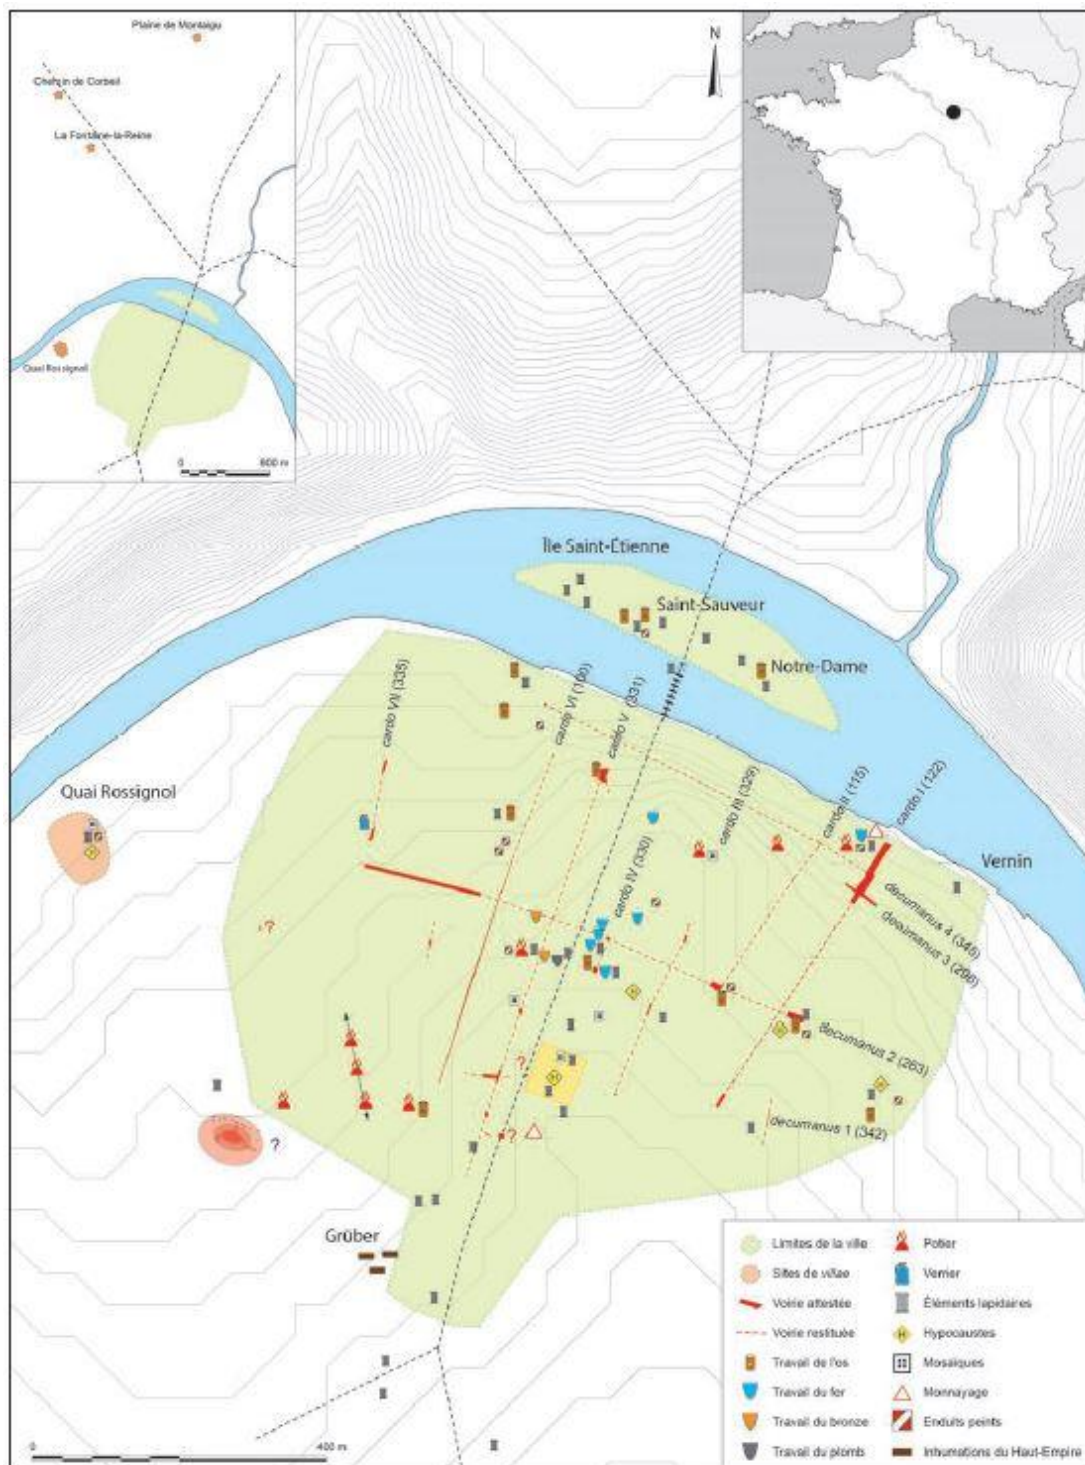 Plaine de Montaigu
Chemin de Corbeil
La Fontaine-la-Reine
Quai Rossignol
0 600 m
N
Île Saint-Étienne
Saint-Sauveur
Notre-Dame
cardo VII (335)
cardo VI (100)
cardo V (331)
cardo IV (330)
cardo III (329)
cardo II (115)
cardo I (122)
Quai Rossignol
Vernin
decumanus 4 (345)
decumanus 3 (296)
decumanus 2 (263)
decumanus 1 (342)
?
?
?
?
Grüber
Limites de la ville
Sites de villae
Voirie attestée
Voirie restituée
Travail de l'os
Travail du fer
Travail du bronze
Travail du plomb
Potier
Verrier
Éléments lapidaires
H Hypocaustes
Mosaïques
Monnayage
Enduits peints
Inhumations du Haut-Empire
0 400 m